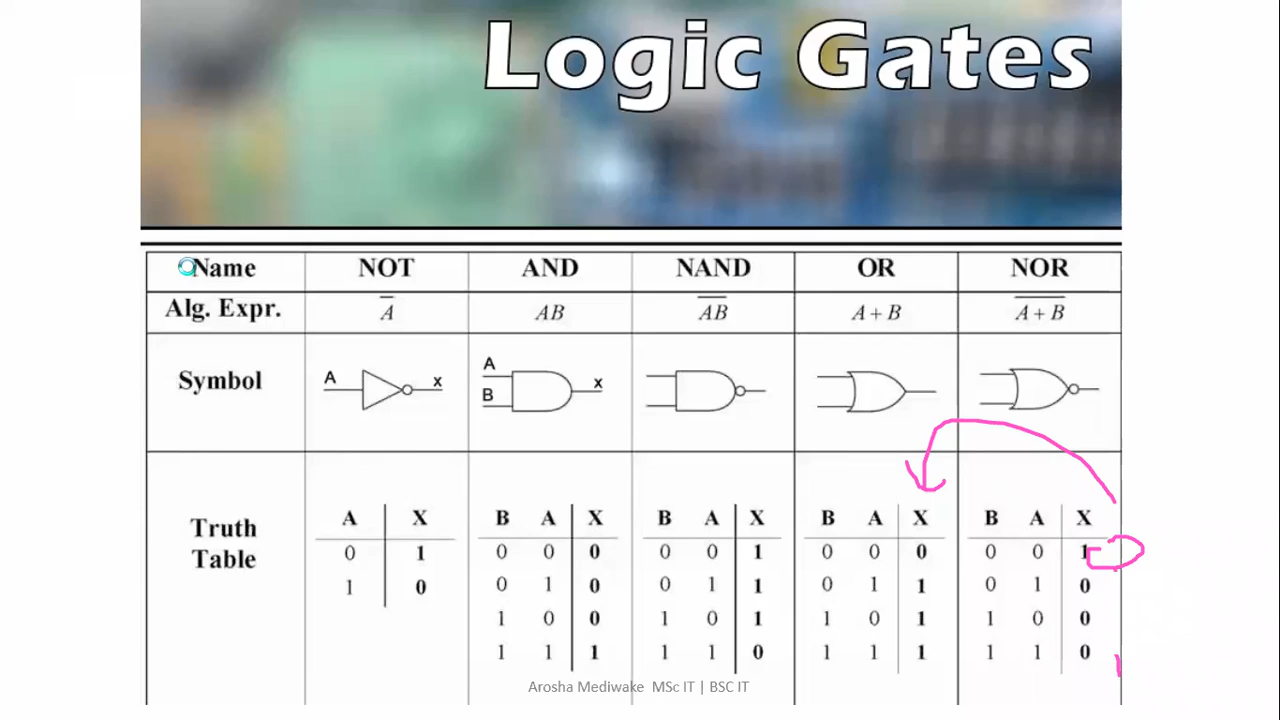 Logic Gates
Name NOT AND NAND OR NOR
Alg. Expr. A̅ AB A̅B̅ A + B A̅ ̅+̅ ̅B̅
Symbol A X A B X
Truth Table
A X B A X B A X B A X B A X
0 1 0 0 0 0 0 1 0 0 0 0 0 1
1 0 0 1 0 0 1 1 0 1 1 0 1 0
1 0 0 1 0 1 1 0 1 1 0 0
1 1 1 1 1 0 1 1 1 1 1 0
Arosha Mediwake MSc IT | BSC IT